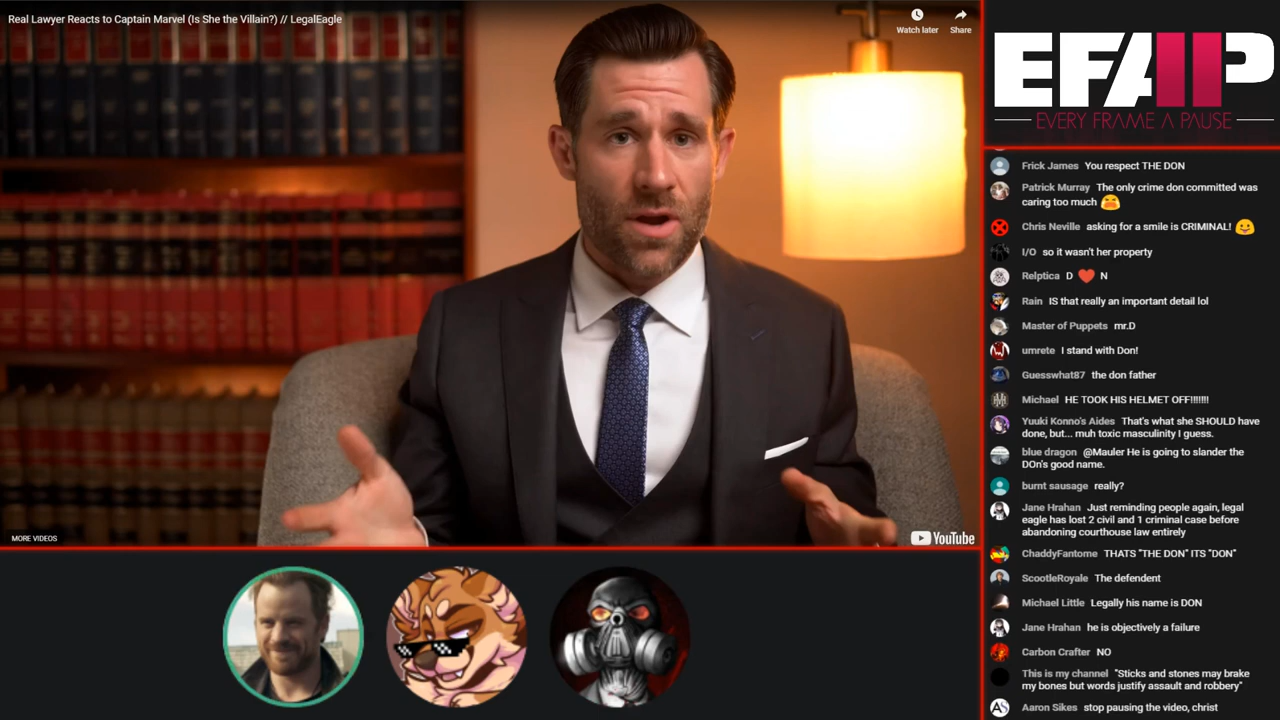 Real Lawyer Reacts to Captain Marvel (Is She the Villain?) // LegalEagle
Watch later
Share
MORE VIDEOS
YouTube
EFAP
EVERY FRAME A PAUSE
Frick James You respect THE DON
Patrick Murray The only crime don committed was
caring too much 😫
Chris Neville asking for a smile is CRIMINAL! 😃
I/O so it wasn't her property
Relptica D ❤️ N
Rain IS that really an important detail lol
Master of Puppets mr.D
umrete I stand with Don!
Guesswhat87 the don father
Michael HE TOOK HIS HELMET OFF!!!!!!!
Yuuki Konno's Aides That's what she SHOULD have
done, but... muh toxic masculinity I guess.
blue dragon @Mauler He is going to slander the
DOn's good name.
burnt sausage really?
Jane Hrahan Just reminding people again, legal
eagle has lost 2 civil and 1 criminal case before
abandoning courthouse law entirely
ChaddyFantome THATS "THE DON" ITS "DON"
ScootleRoyale The defendent
Michael Little Legally his name is DON
Jane Hrahan he is objectively a failure
Carbon Crafter NO
This is my channel "Sticks and stones may brake
my bones but words justify assault and robbery"
AS
Aaron Sikes stop pausing the video, christ